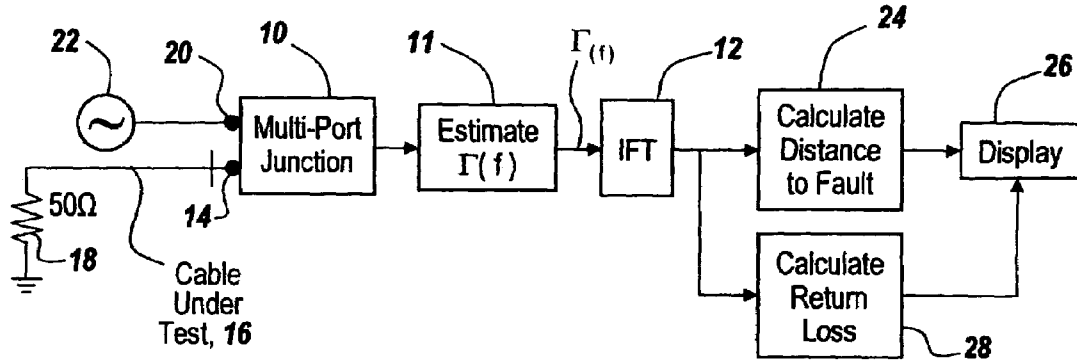 22
20
10
11
Γ(f)
12
24
26
Multi-Port
Junction
Estimate
Γ(f)
IFT
Calculate
Distance
to Fault
Display
50Ω
18
14
Cable
Under
Test, 16
Calculate
Return
Loss
28